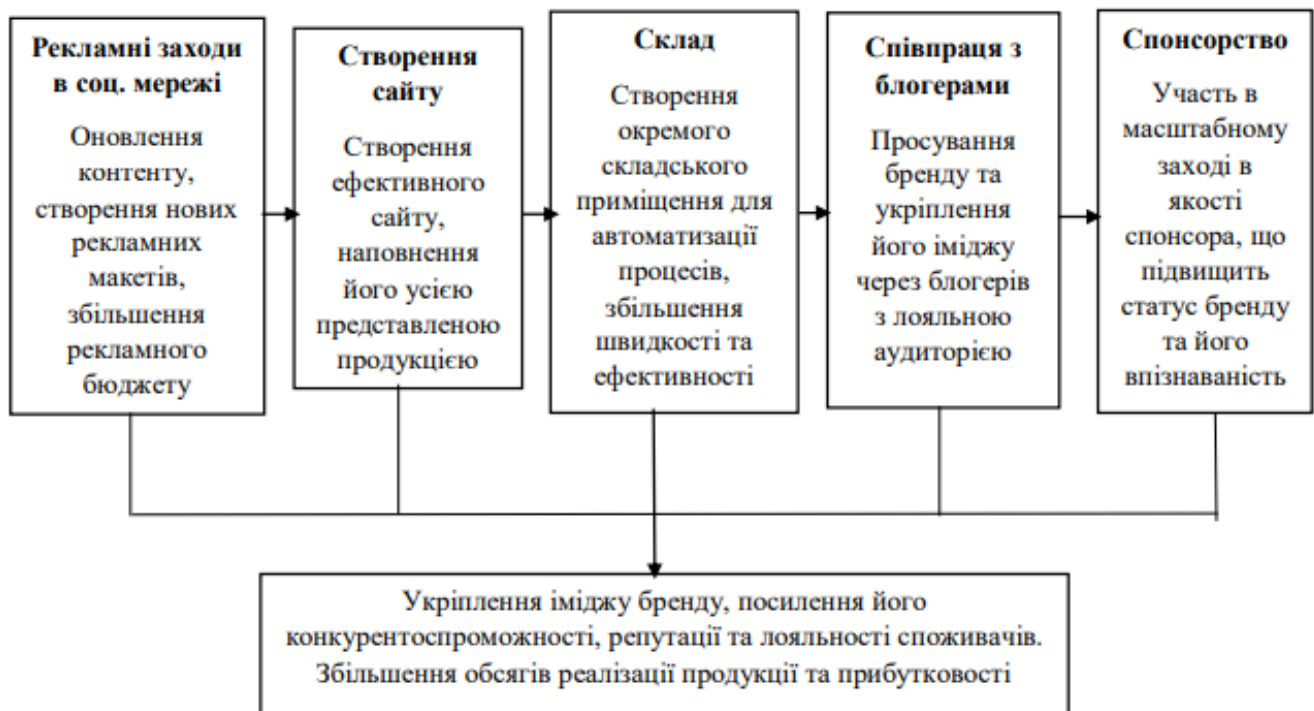 Рекламні заходи
в соц. мережі
Оновлення
контенту,
створення нових
рекламних
макетів,
збільшення
рекламного
бюджету
Створення
сайту
Створення
ефективного
сайту,
наповнення
його усією
представленою
продукцією
Склад
Створення
окремого
складського
приміщення для
автоматизації
процесів,
збільшення
швидкості та
ефективності
Співпраця з
блогерами
Просування
бренду та
укріплення
його іміджу
через блогерів
з лояльною
аудиторією
Спонсорство
Участь в
масштабному
заході в
якості
спонсора, що
підвищить
статус бренду
та його
впізнаваність
Укріплення іміджу бренду, посилення його
конкурентоспроможності, репутації та лояльності споживачів.
Збільшення обсягів реалізації продукції та прибутковості